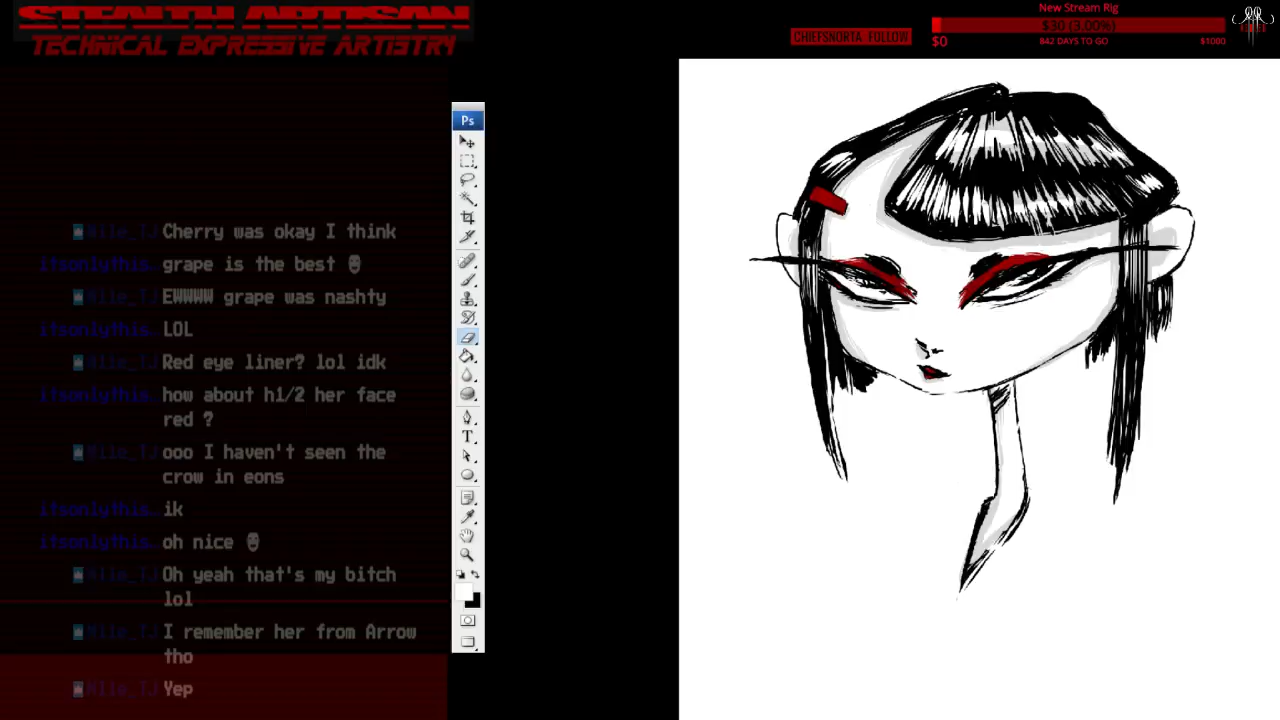 STEALTH ARTISAN
TECHNICAL EXPRESSIVE ARTISTRY
CHIEFSNORTA FOLLOW
New Stream Rig
$30 (3.00%)
$0
842 DAYS TO GO
$1000
Ps
T
Cherry was okay I think
itsonlythis… grape is the best
EWWWW grape was nashty
itsonlythis… LOL
Red eye liner? lol idk
itsonlythis… how about h1/2 her face
red ?
ooo I haven't seen the
crow in eons
itsonlythis… ik
itsonlythis… oh nice
Oh yeah that's my bitch
lol
I remember her from Arrow
tho
Yep